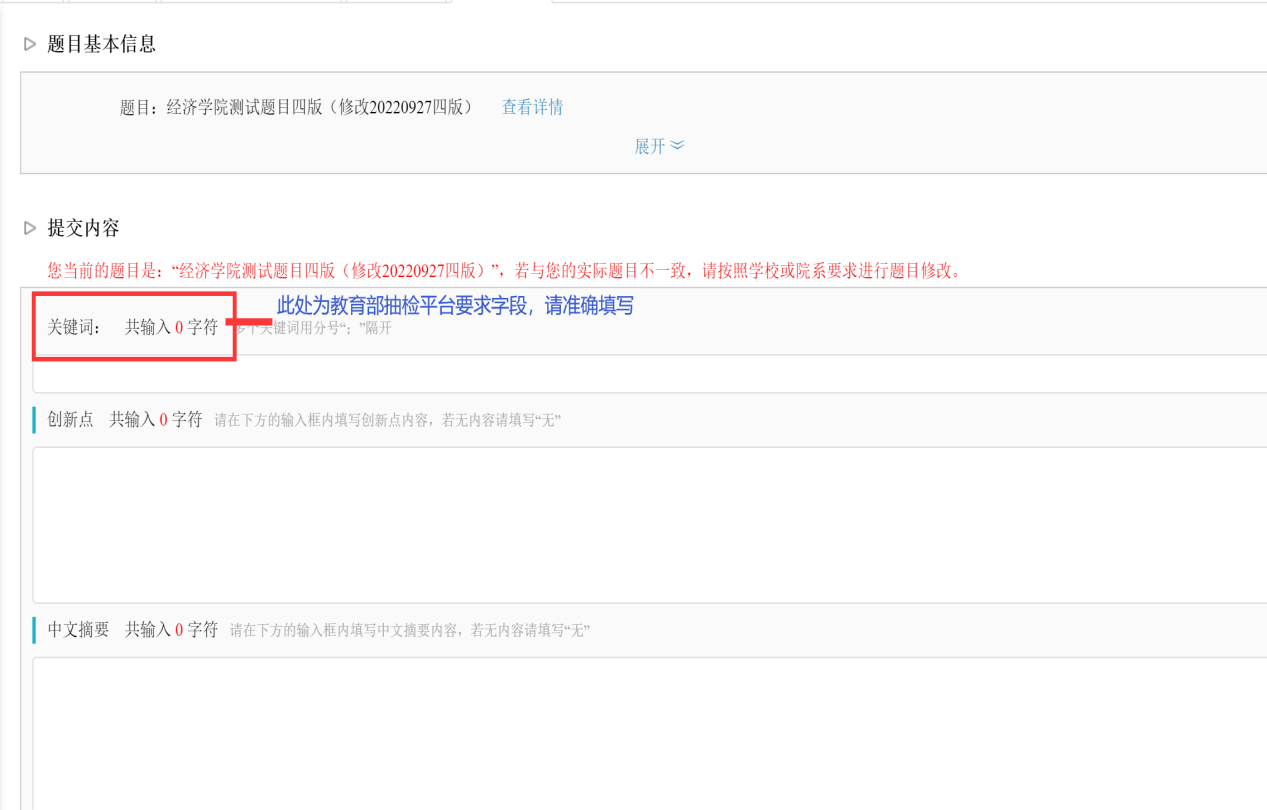 题目基本信息
题目：经济学院测试题目四版（修改20220927四版） 查看详情
展开
提交内容
您当前的题目是：“经济学院测试题目四版（修改20220927四版）”，若与您的实际题目不一致，请按照学校或院系要求进行题目修改。
此处为教育部抽检平台要求字段，请准确填写
关键词： 共输入 0 字符 多个关键词用分号“；”隔开
创新点 共输入 0 字符 请在下方的输入框内填写创新点内容，若无内容请填写“无”
中文摘要 共输入 0 字符 请在下方的输入框内填写中文摘要内容，若无内容请填写“无”